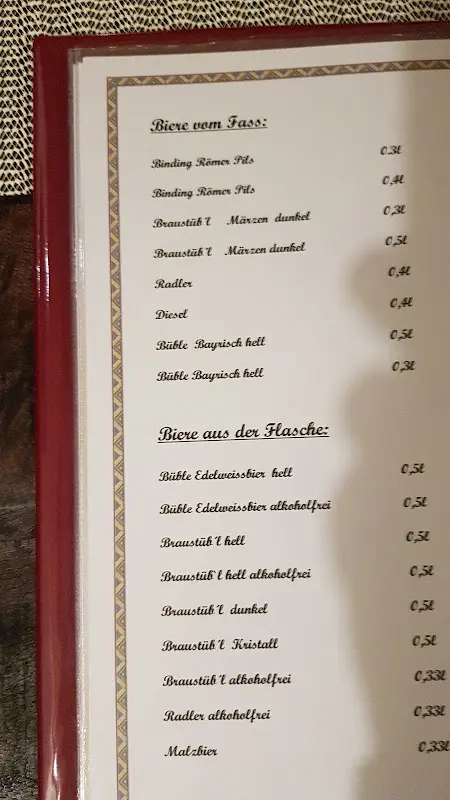 Biere vom Fass:
Binding Römer Pils 0.3ℓ
Binding Römer Pils 0,4ℓ
Braustüb´l Märzen dunkel 0,3ℓ
Braustüb´l Märzen dunkel 0,5ℓ
Radler 0,4ℓ
Diesel 0,4ℓ
Büble Bayrisch hell 0,5ℓ
Büble Bayrisch hell 0,3ℓ
Biere aus der Flasche:
Büble Edelweissbier hell 0,5ℓ
Büble Edelweissbier alkoholfrei 0,5ℓ
Braustüb´l hell 0,5ℓ
Braustüb`l hell alkoholfrei 0,5ℓ
Braustüb´l dunkel 0,5ℓ
Braustüb´l Kristall 0,5ℓ
Braustüb´l alkoholfrei 0,33ℓ
Radler alkoholfrei 0,33ℓ
Malzbier 0,33ℓ